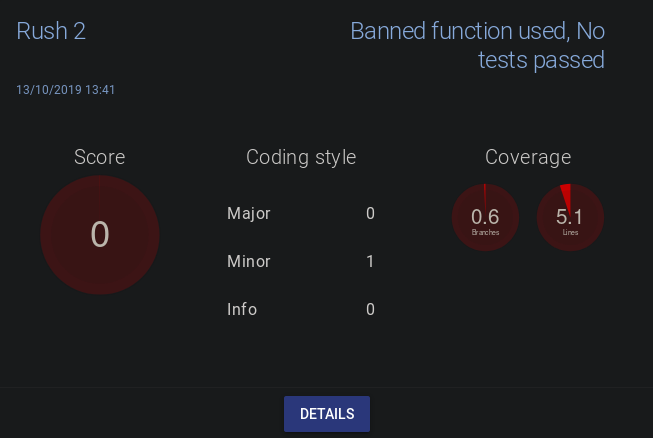 Rush 2
Banned function used, No
tests passed
13/10/2019 13:41
Score
0
Coding style
Major 0
Minor 1
Info 0
Coverage
0.6
Branches
5.1
Lines
DETAILS